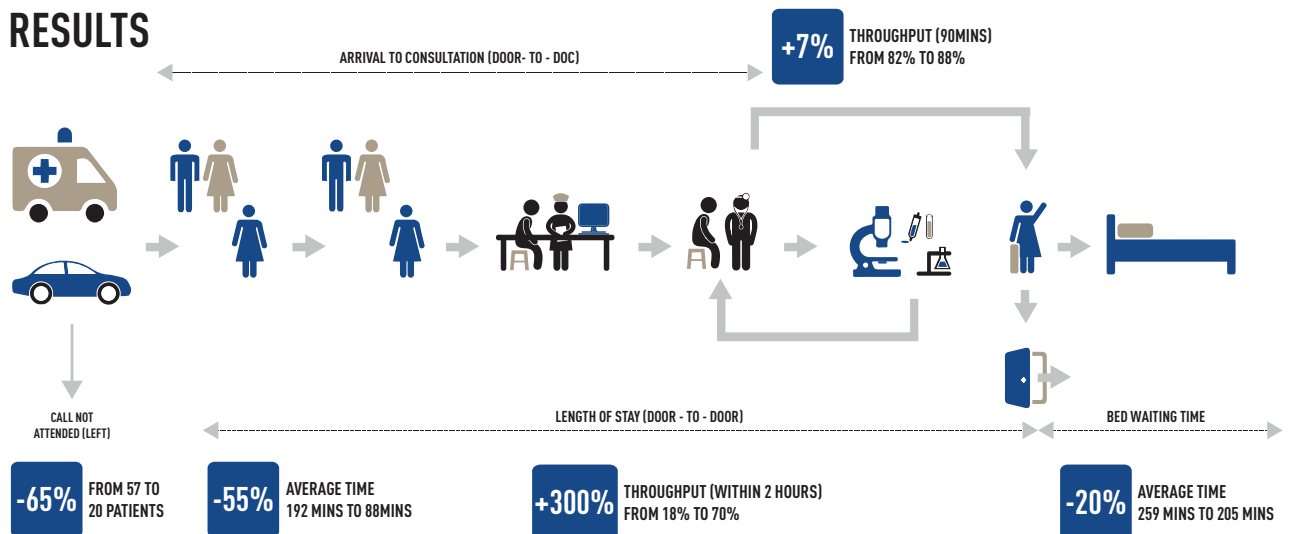 RESULTS
ARRIVAL TO CONSULTATION (DOOR- TO - DOC)
+7%
THROUGHPUT (90MINS)
FROM 82% TO 88%
CALL NOT
ATTENDED (LEFT)
LENGTH OF STAY (DOOR - TO - DOOR)
BED WAITING TIME
-65%
FROM 57 TO
20 PATIENTS
-55%
AVERAGE TIME
192 MINS TO 88MINS
+300%
THROUGHPUT (WITHIN 2 HOURS)
FROM 18% TO 70%
-20%
AVERAGE TIME
259 MINS TO 205 MINS